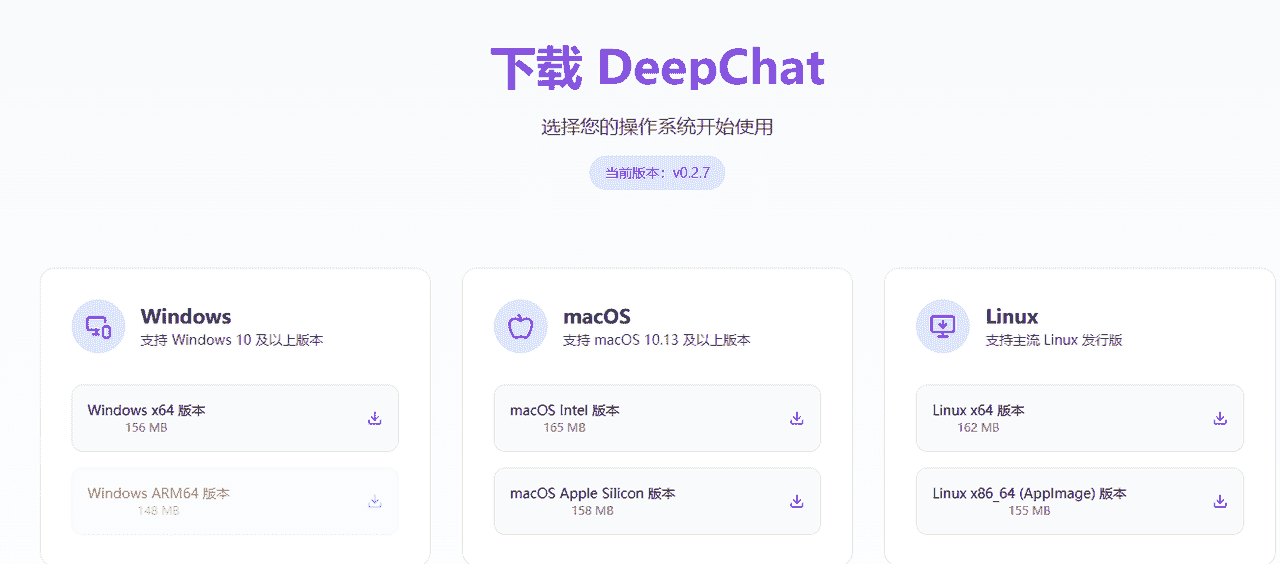 下载 DeepChat
选择您的操作系统开始使用
当前版本：v0.2.7
Windows
支持 Windows 10 及以上版本
Windows x64 版本
156 MB
Windows ARM64 版本
148 MB
macOS
支持 macOS 10.13 及以上版本
macOS Intel 版本
165 MB
macOS Apple Silicon 版本
158 MB
Linux
支持主流 Linux 发行版
Linux x64 版本
162 MB
Linux x86_64 (AppImage) 版本
155 MB